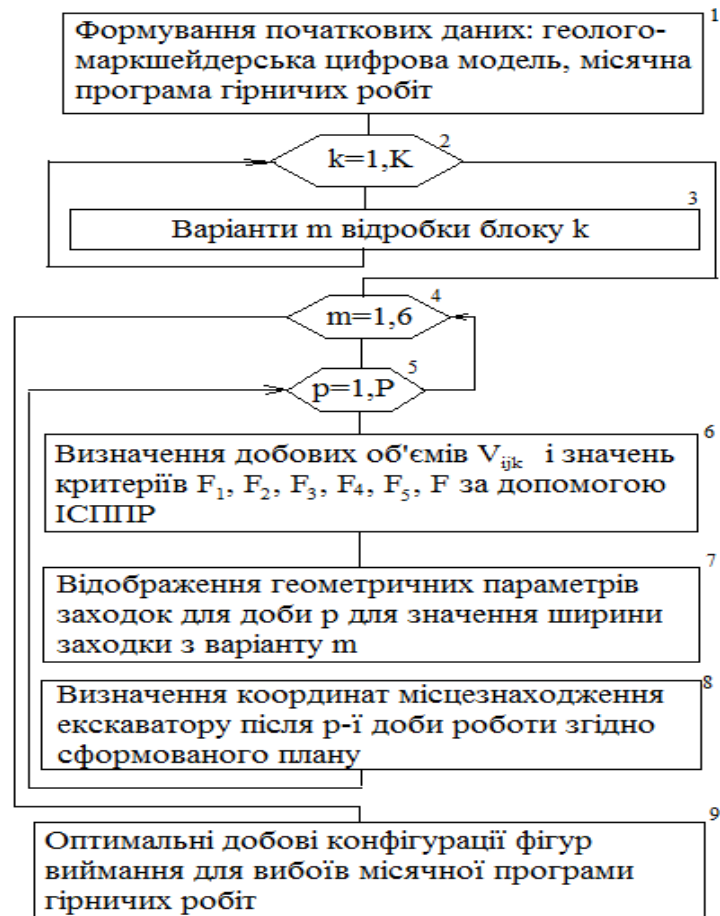 1
Формування початкових даних: геолого-
маркшейдерська цифрова модель, місячна
програма гірничих робіт
2
k=1,K
3
Варіанти m відробки блоку k
4
m=1,6
5
p=1,P
6
Визначення добових об'ємів V_ijk і значень
критеріїв F₁, F₂, F₃, F₄, F₅, F за допомогою
ІСППР
7
Відображення геометричних параметрів
заходок для доби p для значення ширини
заходки з варіанту m
8
Визначення координат місцезнаходження
екскаватору після p-ї доби роботи згідно
сформованого плану
9
Оптимальні добові конфігурації фігур
виймання для вибоїв місячної програми
гірничих робіт